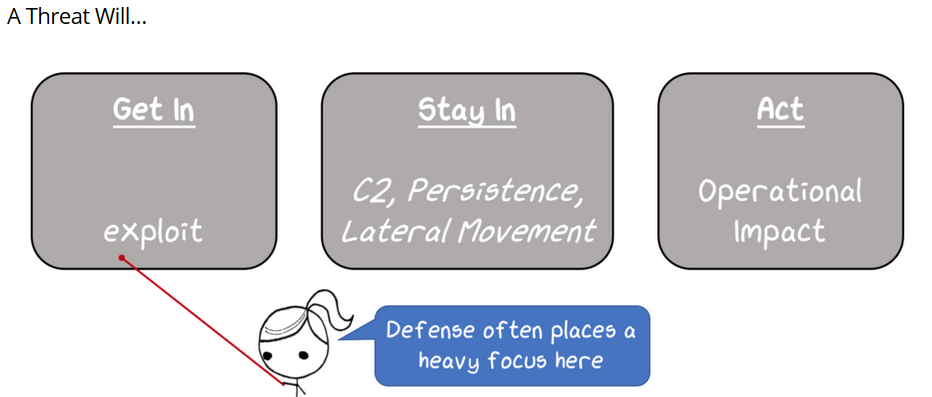 A Threat Will...
Get In
exploit
Stay In
C2, Persistence,
Lateral Movement
Act
Operational
Impact
Defense often places a
heavy focus here